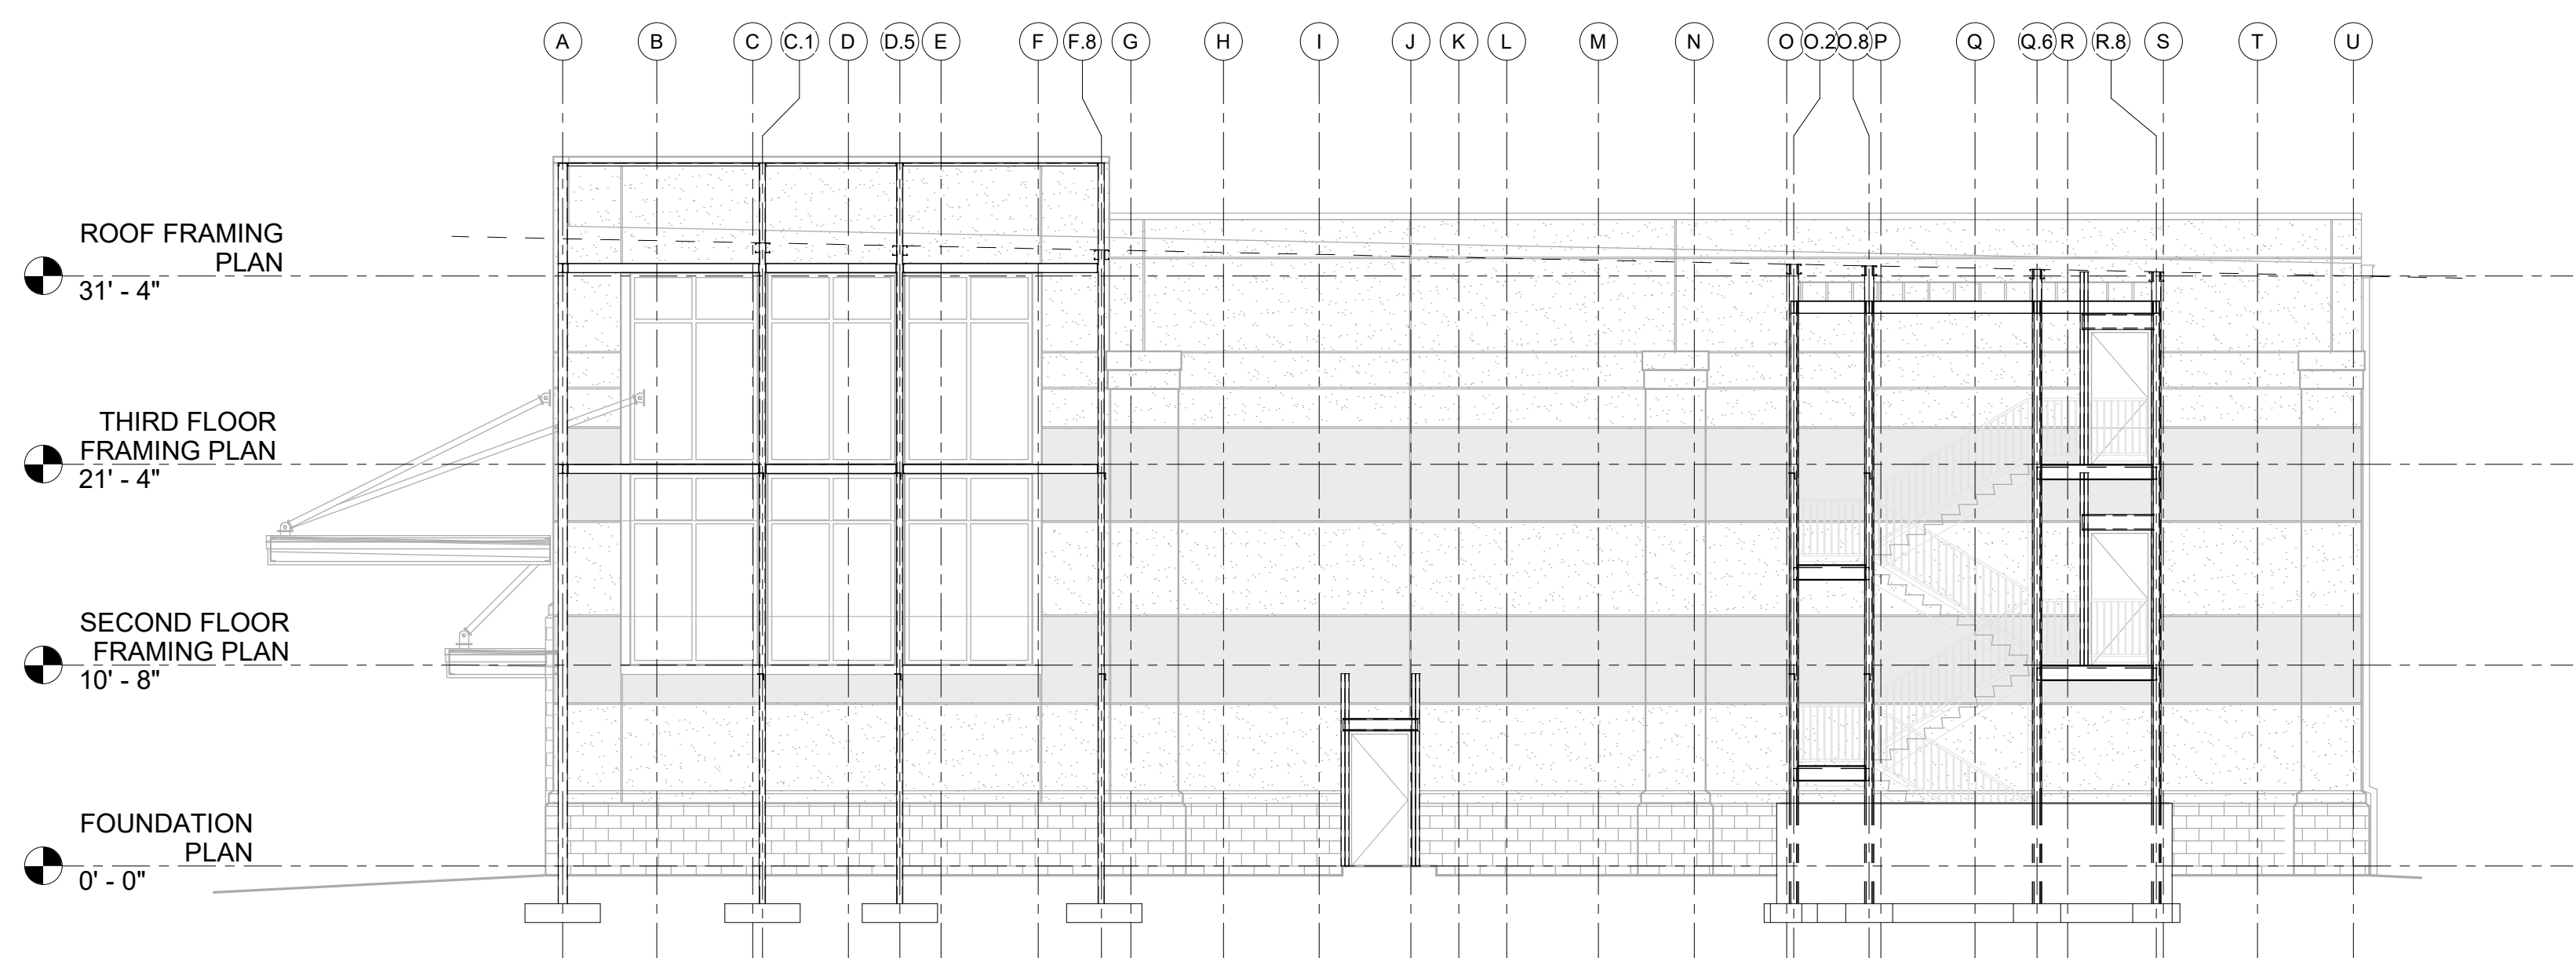 A B C C.1 D D.5 E F F.8 G H I J K L M N O O.2 O.8 P Q Q.6 R R.8 S T U
ROOF FRAMING
PLAN
31' - 4"
THIRD FLOOR
FRAMING PLAN
21' - 4"
SECOND FLOOR
FRAMING PLAN
10' - 8"
FOUNDATION
PLAN
0' - 0"